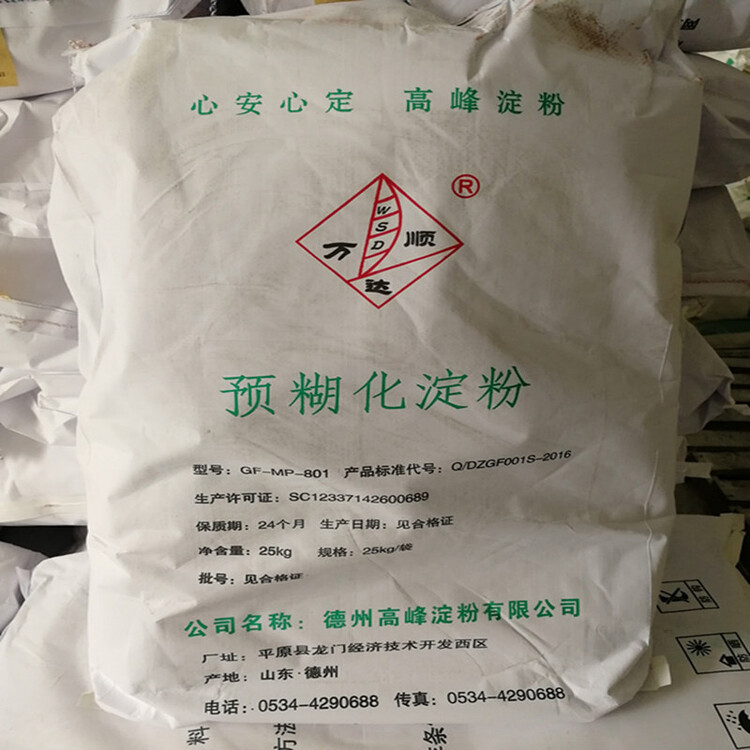 心安心定 高峰淀粉
®
WSD
万顺
达
预糊化淀粉
型号：GF-MP-801 产品标准代号：Q/DZGF001S-2016
生产许可证：SC12337142600689
保质期：24个月 生产日期：见合格证
净含量：25kg 规格：25kg/袋
批号：见合格证
公司名称：德州高峰淀粉有限公司
厂址：平原县龙门经济技术开发西区
产地：山东·德州
电话：0534-4290688 传真：0534-4290688
料
方法
条